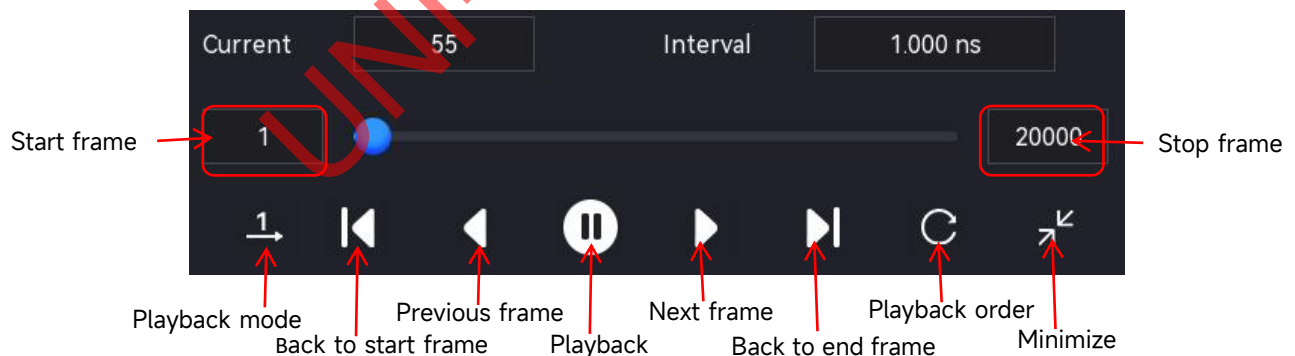 Current 55 Interval 1.000 ns
Start frame 1 20000 Stop frame
1
Playback mode Previous frame Next frame Playback order
Back to start frame Playback Back to end frame Minimize